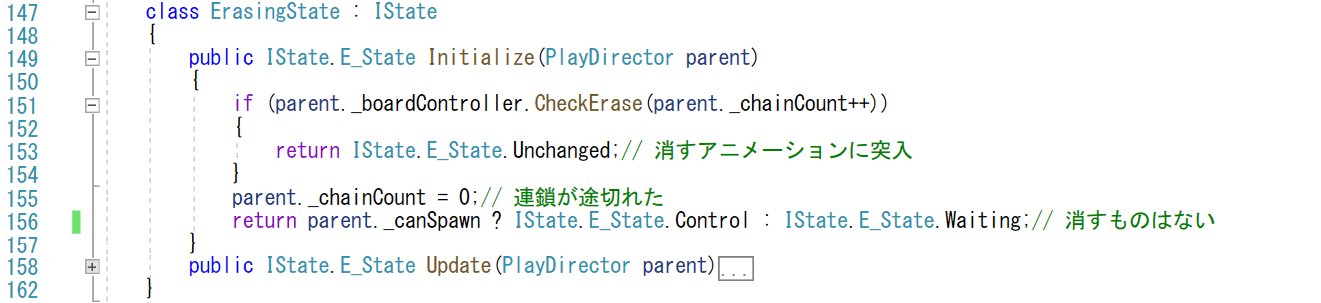 147 class ErasingState : IState
148 {
149 public IState.E_State Initialize(PlayDirector parent)
150 {
151 if (parent._boardController.CheckErase(parent._chainCount++))
152 {
153 return IState.E_State.Unchanged;// 消すアニメーションに突入
154 }
155 parent._chainCount = 0;// 連鎖が途切れた
156 return parent._canSpawn ? IState.E_State.Control : IState.E_State.Waiting;// 消すものはない
157 }
158 public IState.E_State Update(PlayDirector parent)...
162 }